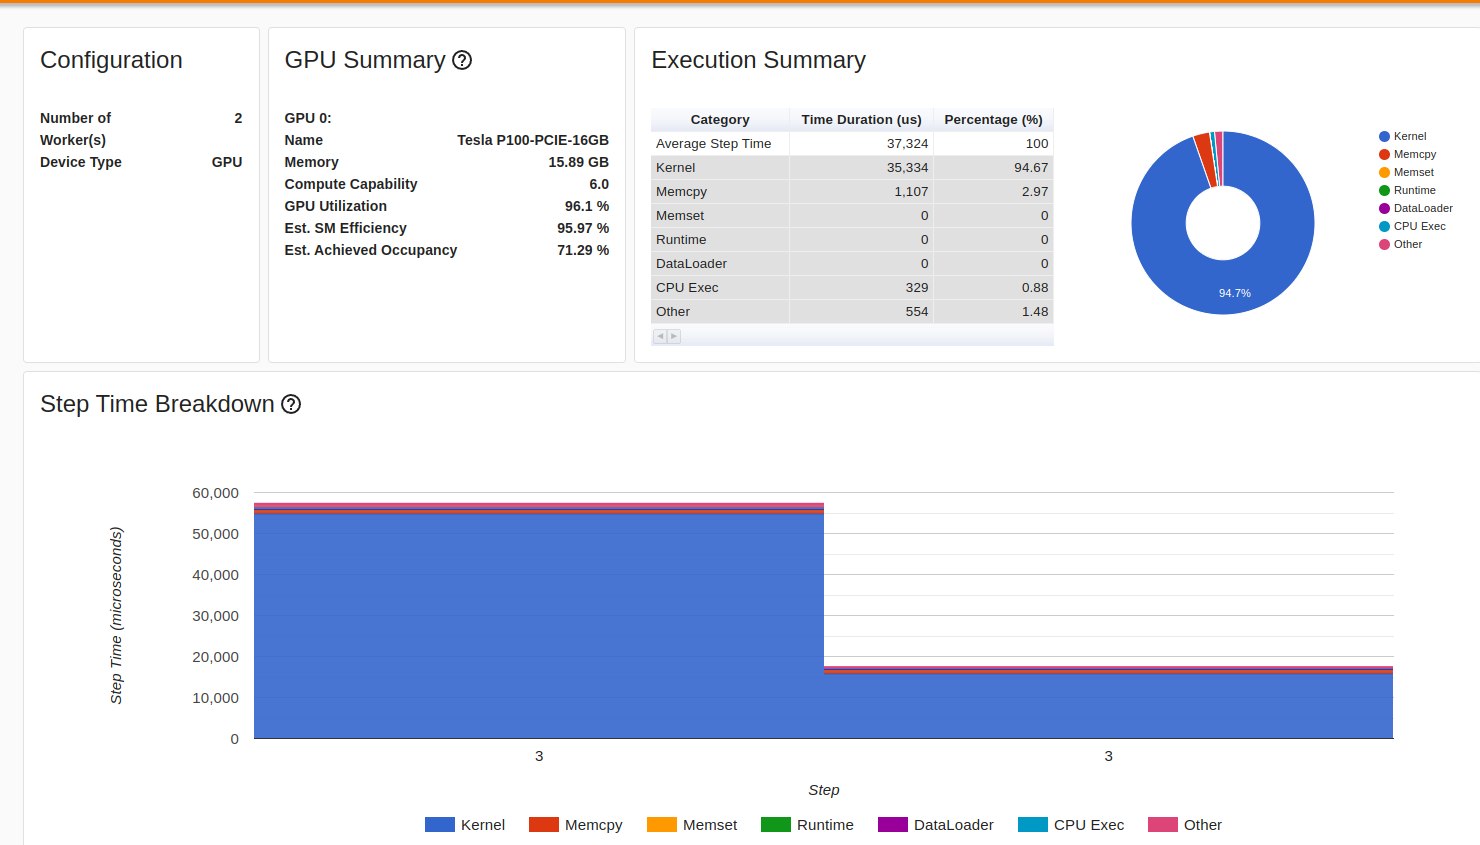 Configuration
Number of Worker(s) 2
Device Type GPU
GPU Summary ?
GPU 0:
Name Tesla P100-PCIE-16GB
Memory 15.89 GB
Compute Capability 6.0
GPU Utilization 96.1 %
Est. SM Efficiency 95.97 %
Est. Achieved Occupancy 71.29 %
Execution Summary
Category Time Duration (us) Percentage (%)
Average Step Time 37,324 100
Kernel 35,334 94.67
Memcpy 1,107 2.97
Memset 0 0
Runtime 0 0
DataLoader 0 0
CPU Exec 329 0.88
Other 554 1.48
94.7%
Kernel
Memcpy
Memset
Runtime
DataLoader
CPU Exec
Other
Step Time Breakdown ?
Step Time (microseconds)
60,000
50,000
40,000
30,000
20,000
10,000
0
3 3
Step
Kernel Memcpy Memset Runtime DataLoader CPU Exec Other